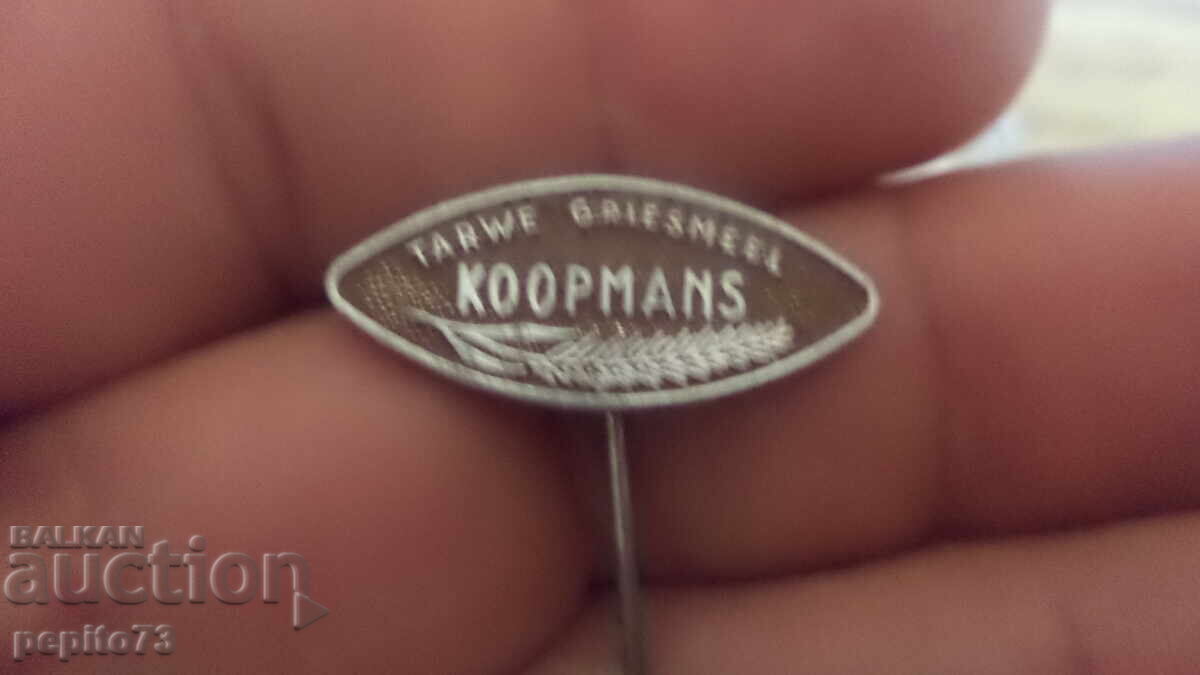 TARWE GRIESMEEL
KOOPMANS
BALKAN
auction
pepito73